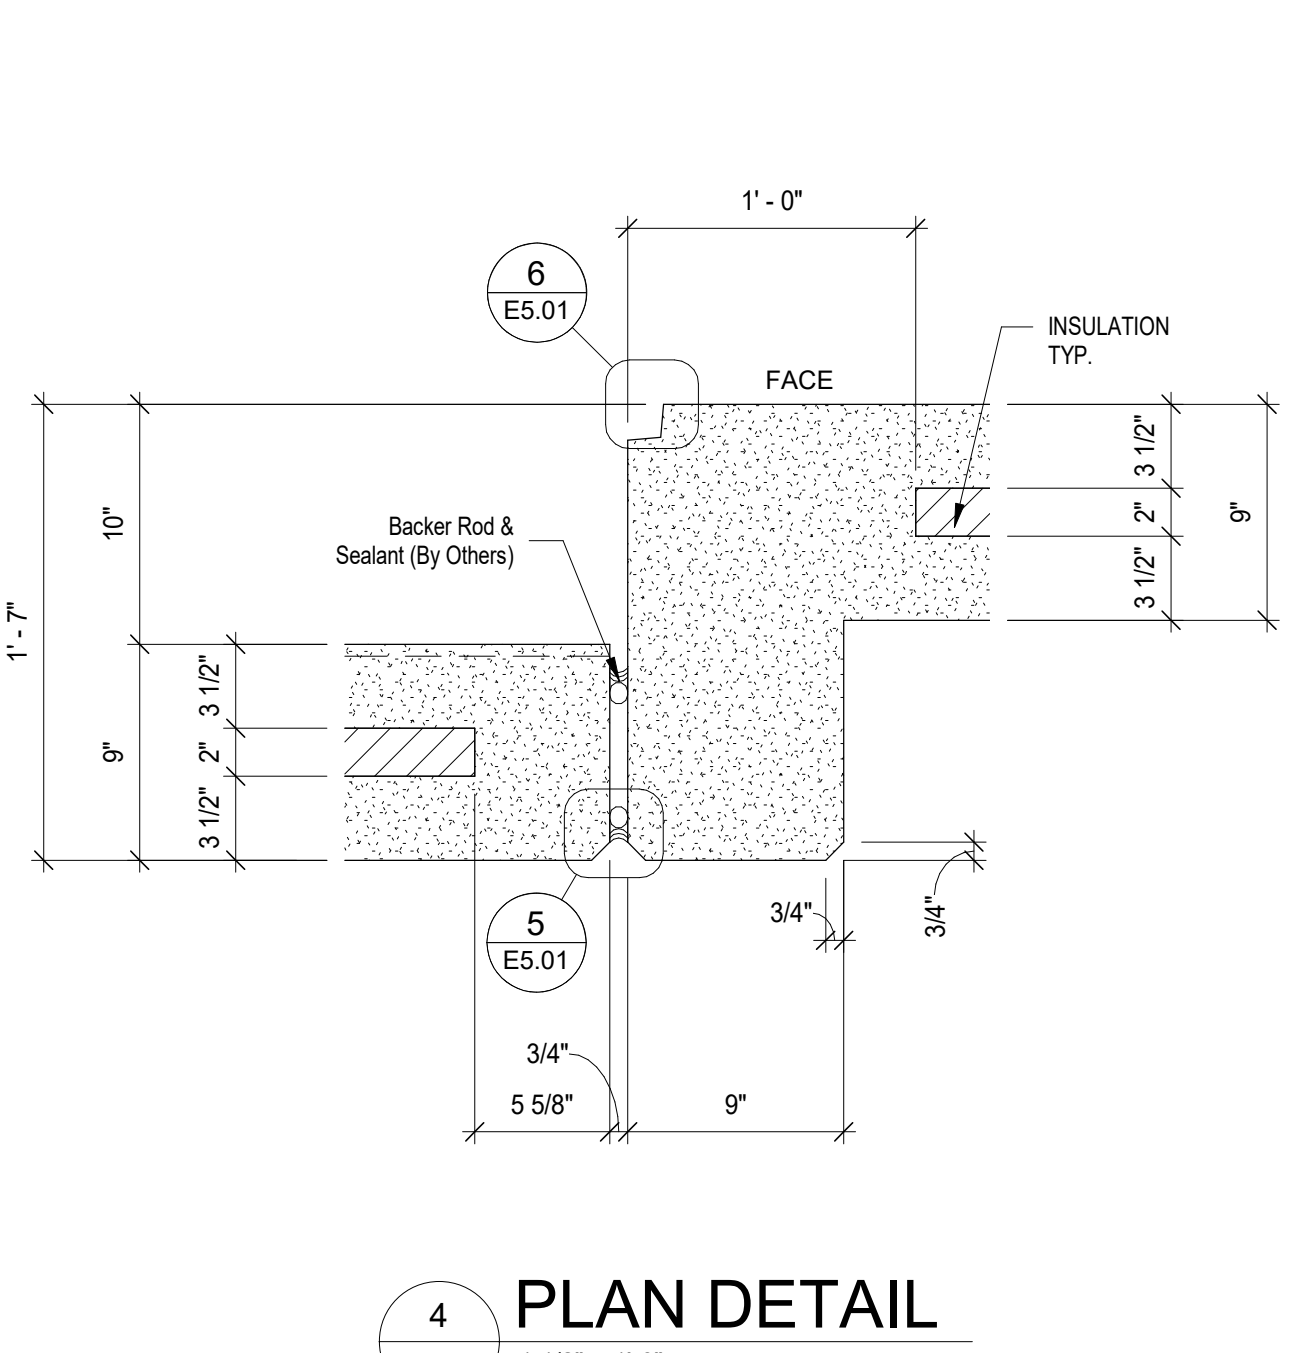 1' - 0"
6
E5.01
INSULATION
TYP.
FACE
3 1/2"
2"
3 1/2"
9"
10"
Backer Rod &
Sealant (By Others)
1' - 7"
9"
3 1/2"
2"
3 1/2"
3/4"
3/4"
5
E5.01
3/4"
5 5/8"
9"
4
PLAN DETAIL